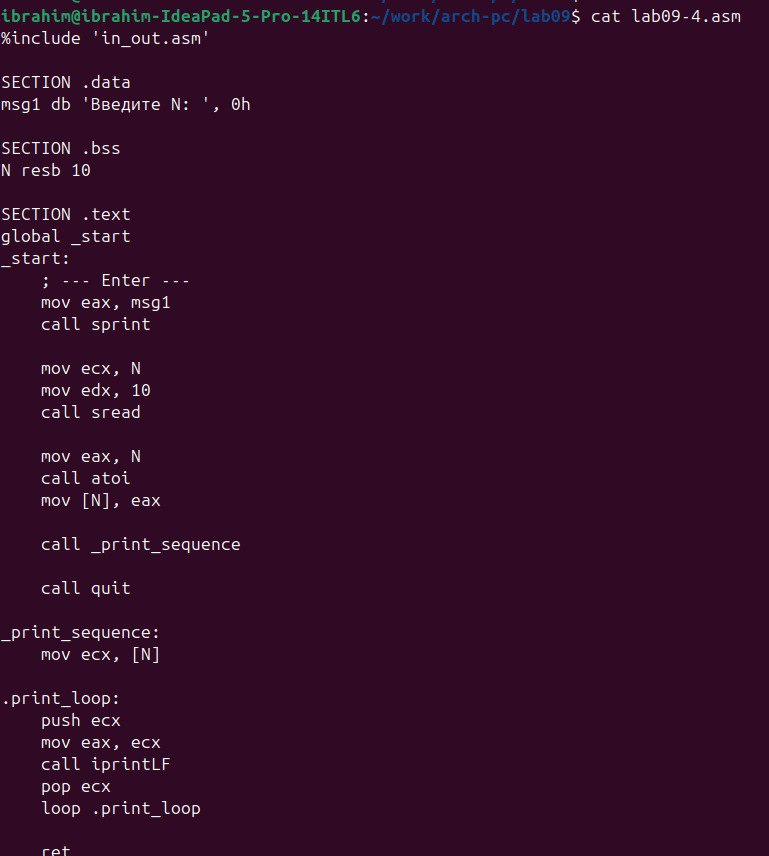 ibrahim@ibrahim-IdeaPad-5-Pro-14ITL6:~/work/arch-pc/lab09$ cat lab09-4.asm
%include 'in_out.asm'

SECTION .data
msg1 db 'Введите N: ', 0h

SECTION .bss
N resb 10

SECTION .text
global _start
_start:
    ; --- Enter ---
    mov eax, msg1
    call sprint

    mov ecx, N
    mov edx, 10
    call sread

    mov eax, N
    call atoi
    mov [N], eax

    call _print_sequence

    call quit

_print_sequence:
    mov ecx, [N]

.print_loop:
    push ecx
    mov eax, ecx
    call iprintLF
    pop ecx
    loop .print_loop

    ret